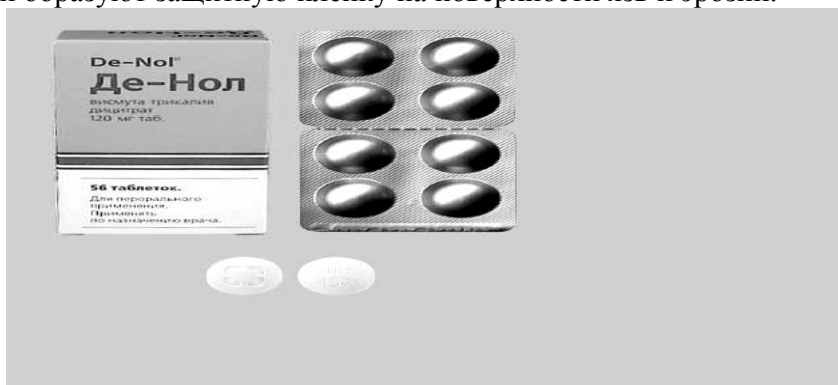 и образуют защитную пленку на поверхности язв и эрозий.
De-Nol®
Де-Нол
висмута трикалия
дицитрат
120 мг таб.
56 таблеток.
Для перорального
применения.
Применять
по назначению врача.